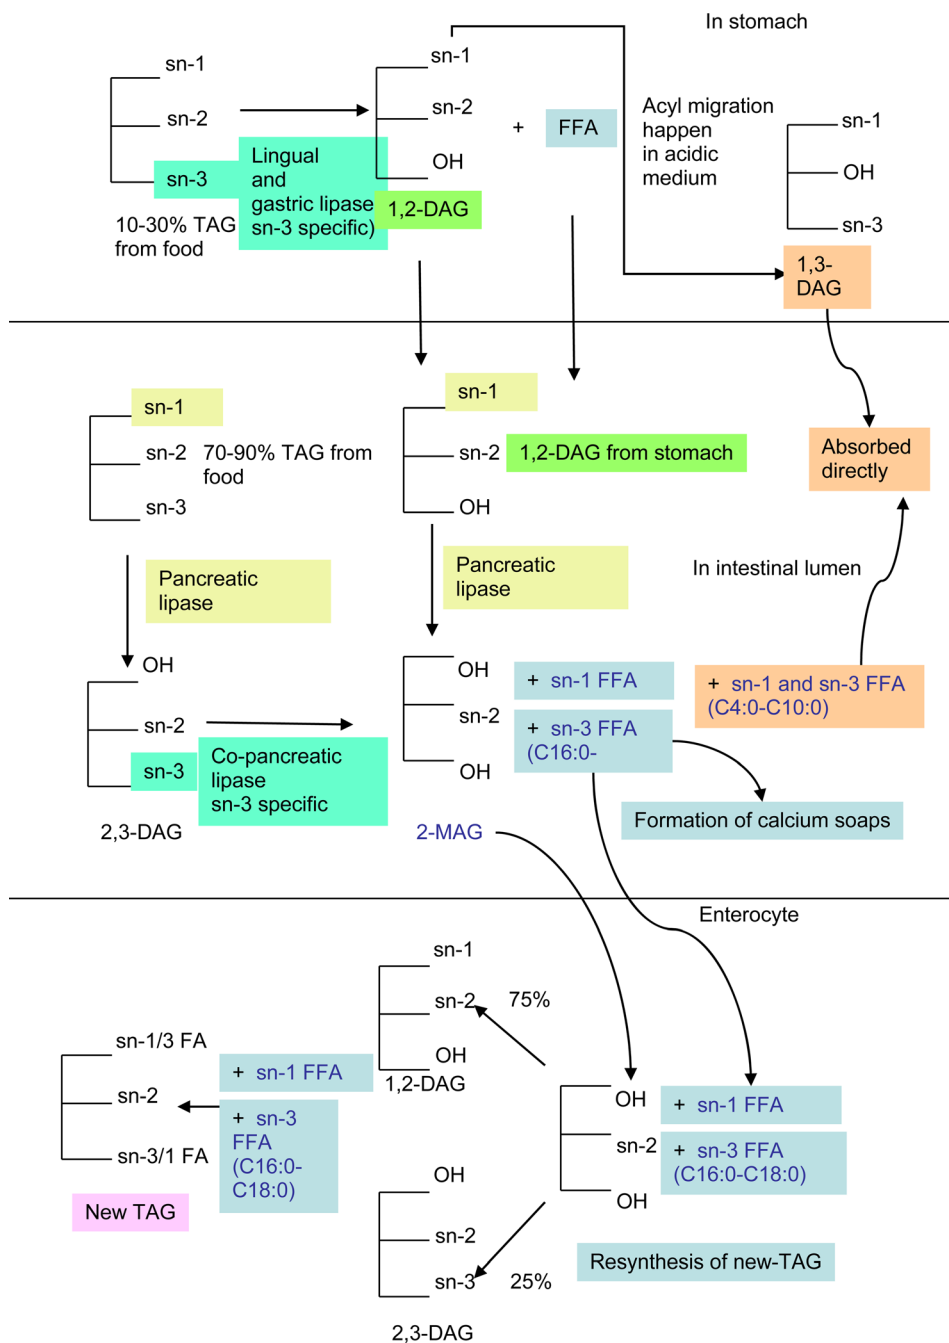 In stomach
sn-1
sn-2
sn-3
10-30% TAG
from food
Lingual
and
gastric lipase
sn-3 specific)
sn-1
sn-2
OH
1,2-DAG
+ FFA
Acyl migration
happen
in acidic
medium
sn-1
OH
sn-3
1,3-
DAG
sn-1
sn-2
sn-3
70-90% TAG from
food
sn-1
sn-2
OH
1,2-DAG from stomach
Absorbed
directly
Pancreatic
lipase
Pancreatic
lipase
In intestinal lumen
OH
sn-2
sn-3
2,3-DAG
Co-pancreatic
lipase
sn-3 specific
OH
sn-2
OH
2-MAG
+ sn-1 FFA
+ sn-3 FFA
(C16:0-
+ sn-1 and sn-3 FFA
(C4:0-C10:0)
Formation of calcium soaps
Enterocyte
sn-1
sn-2
OH
1,2-DAG
75%
sn-1/3 FA
sn-2
sn-3/1 FA
New TAG
+ sn-1 FFA
+ sn-3
FFA
(C16:0-
C18:0)
OH
sn-2
OH
+ sn-1 FFA
+ sn-3 FFA
(C16:0-C18:0)
OH
sn-2
sn-3
2,3-DAG
25%
Resynthesis of new-TAG